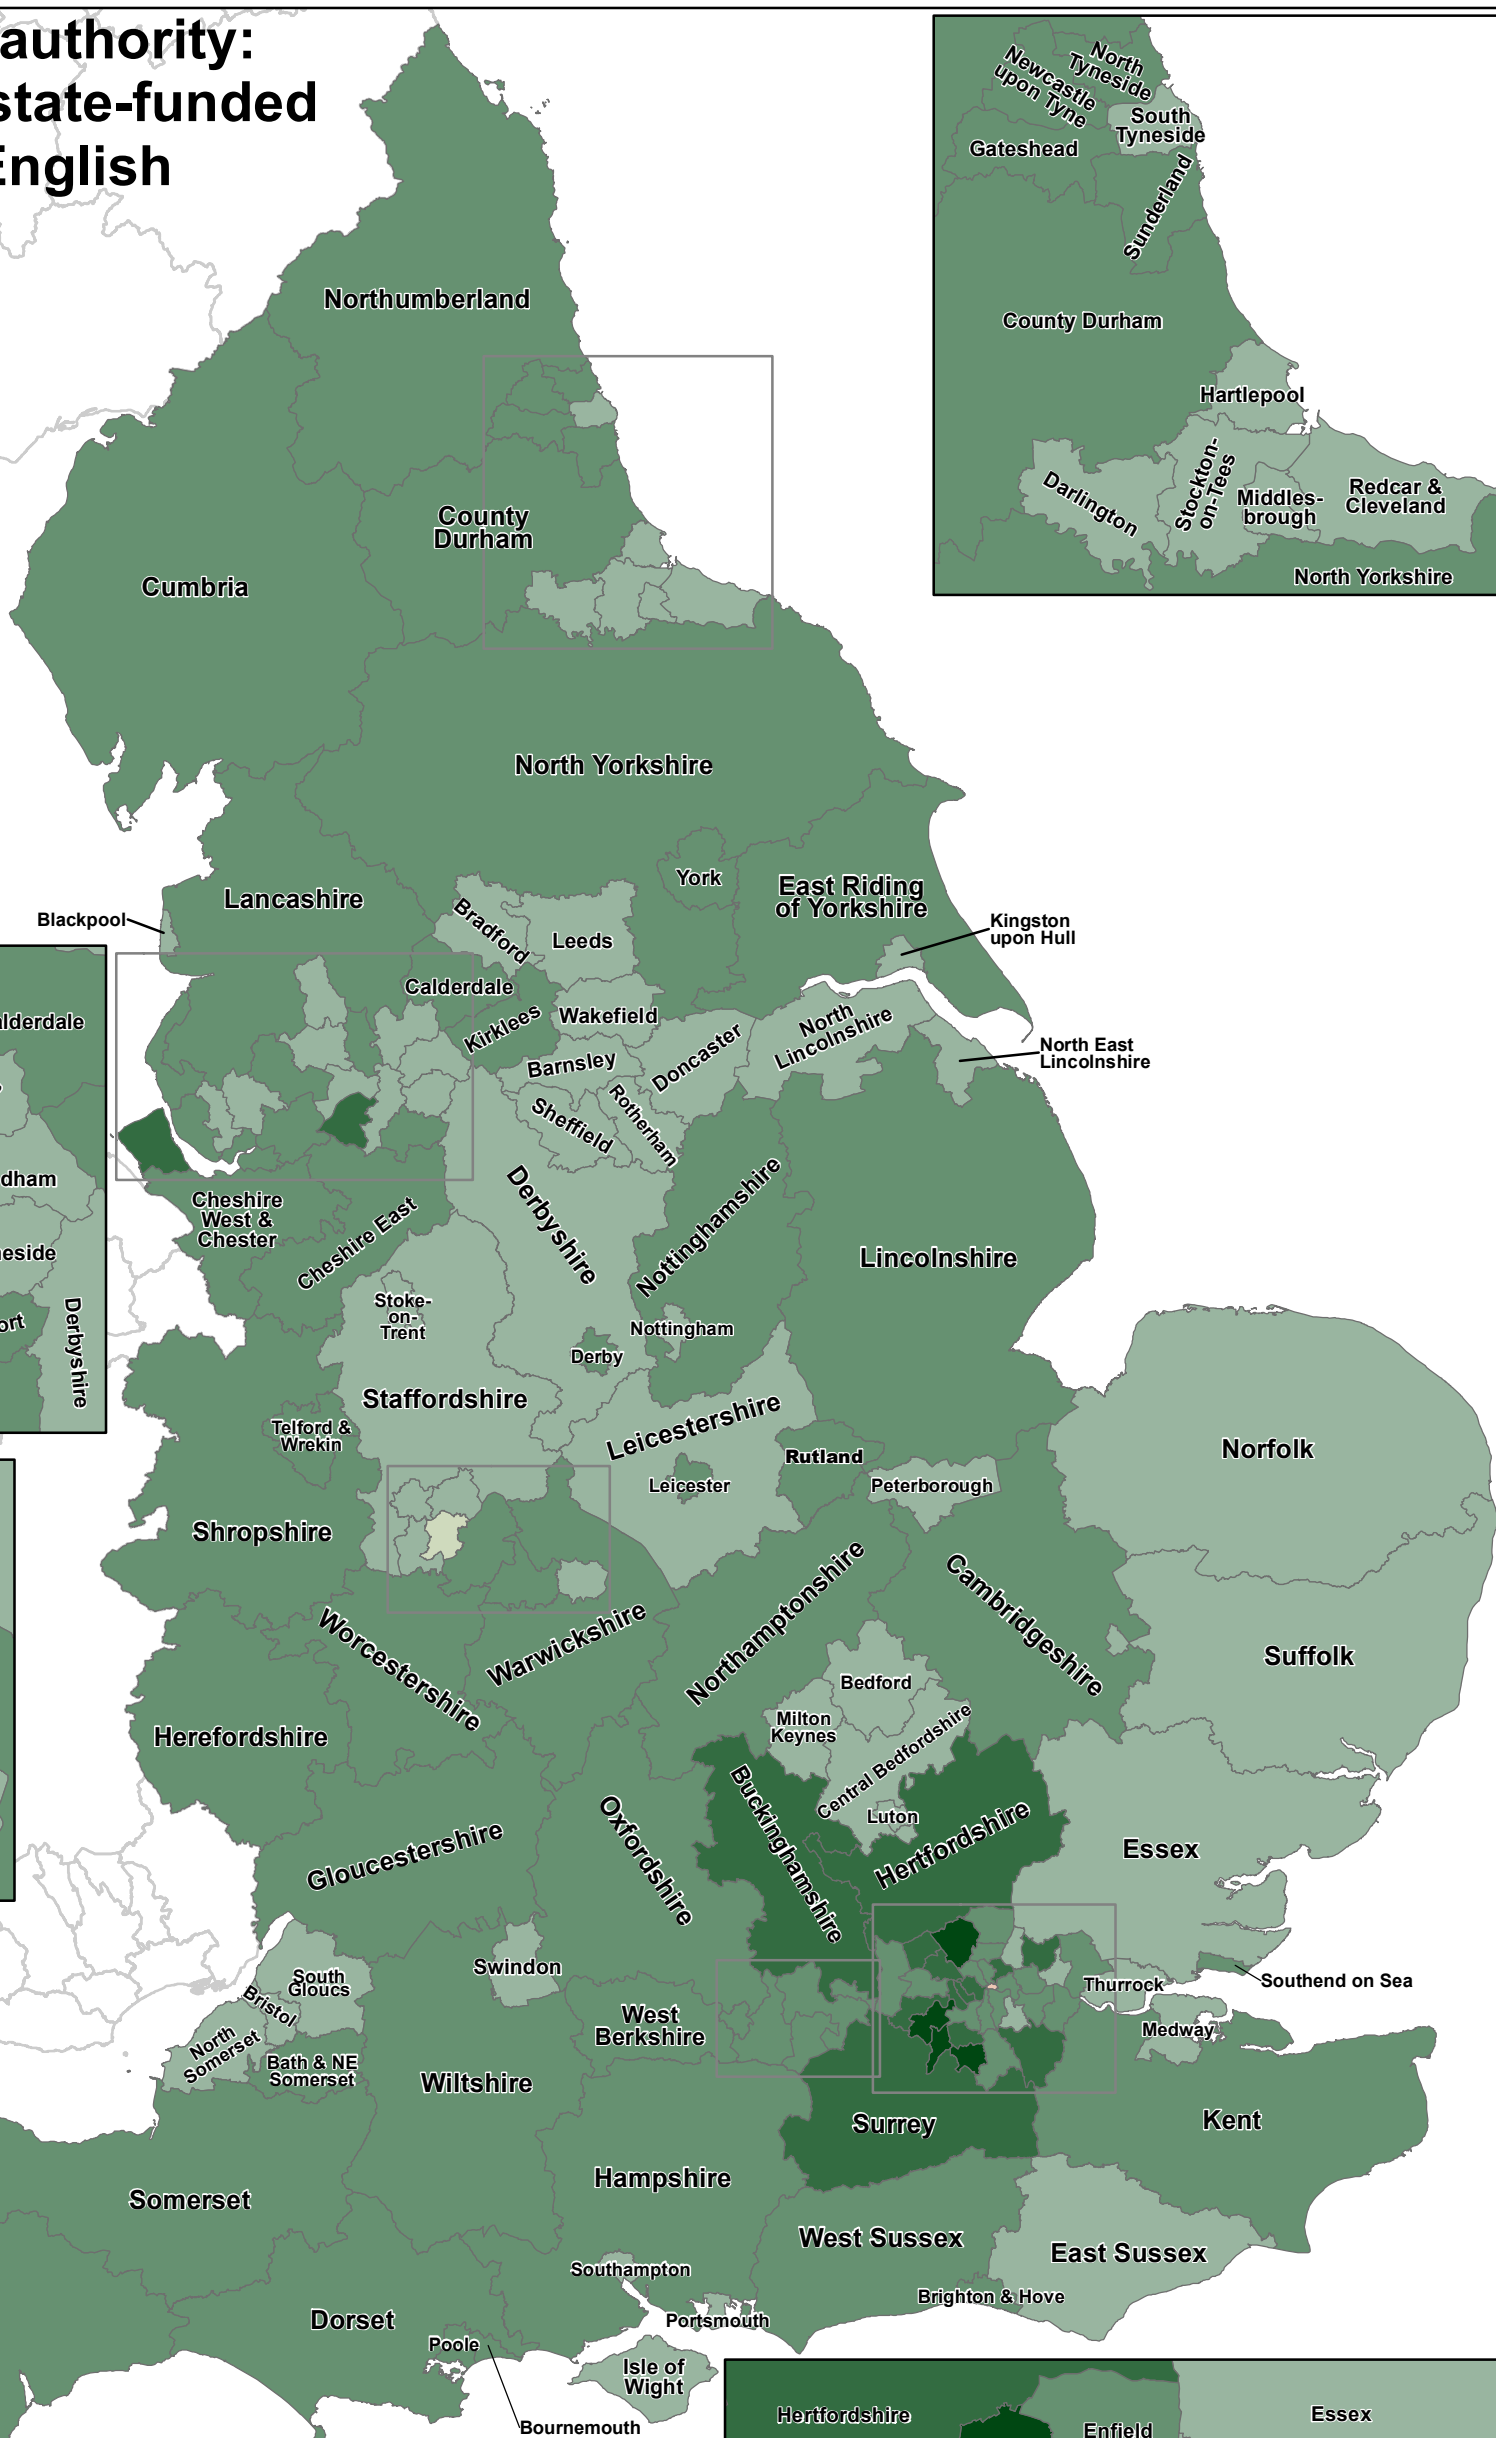 authority:
state-funded
English
Newcastle
upon Tyne
North
Tyneside
South
Tyneside
Gateshead
Sunderland
County Durham
Hartlepool
Darlington
Stockton-
on-Tees
Middles-
brough
Redcar &
Cleveland
North Yorkshire
Northumberland
County
Durham
Cumbria
North Yorkshire
York
East Riding
of Yorkshire
Lancashire
Blackpool
Bradford
Leeds
Kingston
upon Hull
Calderdale
Kirklees
Wakefield
North
Lincolnshire
North East
Lincolnshire
Barnsley
Doncaster
Sheffield
Rotherham
alderdale
dham
eside
ort
Derbyshire
Cheshire
West &
Chester
Cheshire East
Derbyshire
Nottinghamshire
Lincolnshire
Stoke-
on-
Trent
Nottingham
Derby
Staffordshire
Leicestershire
Telford &
Wrekin
Rutland
Leicester
Peterborough
Norfolk
Shropshire
Worcestershire
Warwickshire
Northamptonshire
Cambridgeshire
Suffolk
Herefordshire
Bedford
Milton
Keynes
Central Bedfordshire
Luton
Buckinghamshire
Hertfordshire
Essex
Gloucestershire
Oxfordshire
Swindon
South
Gloucs
Bristol
North
Somerset
Bath & NE
Somerset
West
Berkshire
Wiltshire
Thurrock
Southend on Sea
Medway
Surrey
Kent
Hampshire
Somerset
West Sussex
East Sussex
Southampton
Brighton & Hove
Portsmouth
Dorset
Poole
Isle of
Wight
Bournemouth
Hertfordshire
Enfield
Essex